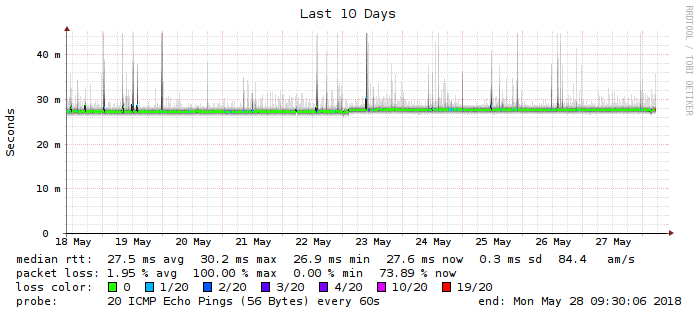 Last 10 Days
RRDTOOL / TOBI OETIKER
Seconds
40 m
30 m
20 m
10 m
0
18 May 19 May 20 May 21 May 22 May 23 May 24 May 25 May 26 May 27 May
median rtt: 27.5 ms avg 30.2 ms max 26.9 ms min 27.6 ms now 0.3 ms sd 84.4 am/s
packet loss: 1.95 % avg 100.00 % max 0.00 % min 73.89 % now
loss color: 0 1/20 2/20 3/20 4/20 10/20 19/20
probe: 20 ICMP Echo Pings (56 Bytes) every 60s end: Mon May 28 09:30:06 2018